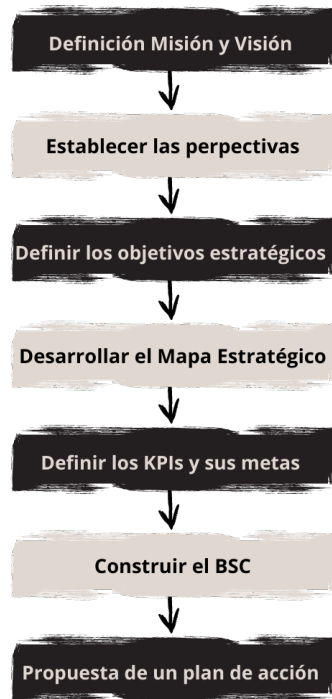 Definición Misión y Visión
Establecer las perpectivas
Definir los objetivos estratégicos
Desarrollar el Mapa Estratégico
Definir los KPIs y sus metas
Construir el BSC
Propuesta de un plan de acción